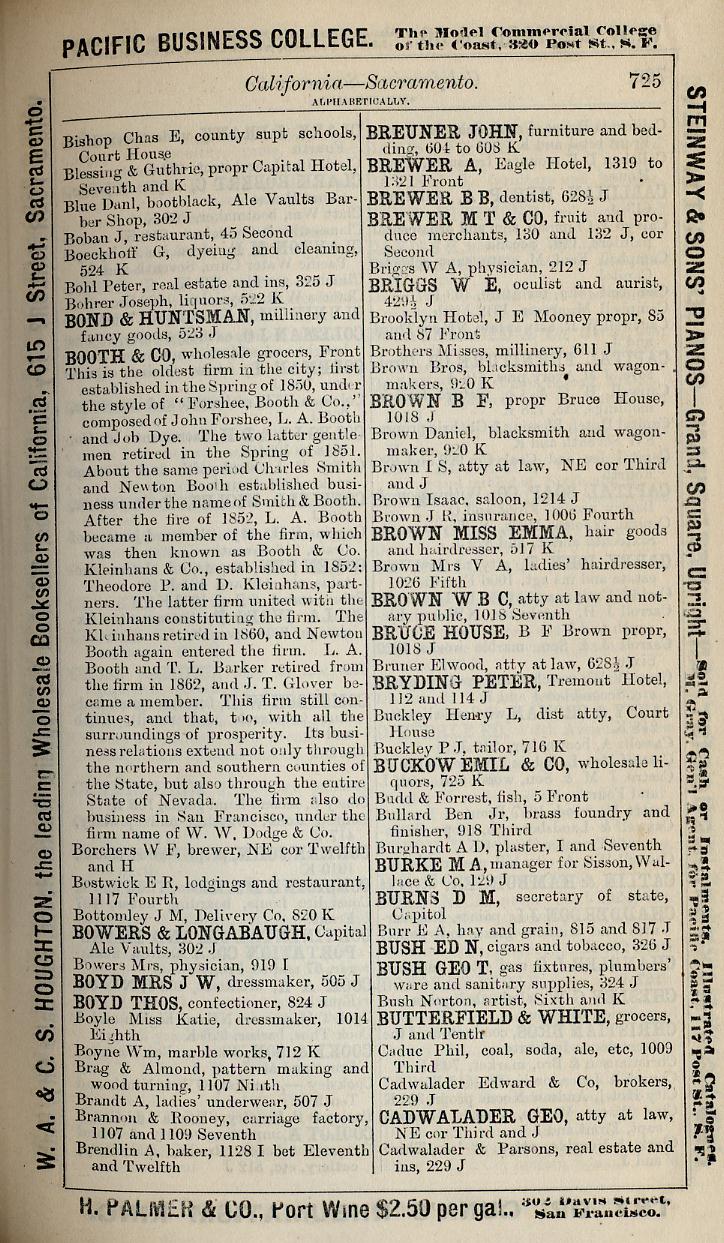 PACIFIC BUSINESS COLLEGE. The Model Commercial College
of the Coast, 320 Post St., S. F.
California—Sacramento. 725
ALPHABETICALLY.
Bishop Chas E, county supt schools,
Court House
Blessing & Guthrie, propr Capital Hotel,
Seventh and K
Blue Danl, bootblack, Ale Vaults Bar-
ber Shop, 302 J
Boban J, restaurant, 45 Second
Boeckhoff G, dyeing and cleaning,
524 K
Bohl Peter, real estate and ins, 325 J
Bohrer Joseph, liquors, 522 K
BOND & HUNTSMAN, millinery and
fancy goods, 523 J
BOOTH & CO, wholesale grocers, Front
This is the oldest firm in the city; first
established in the Spring of 1850, under
the style of "Forshee, Booth & Co.,"
composed of John Forshee, L. A. Booth
and Job Dye. The two latter gentle-
men retired in the Spring of 1851.
About the same period Charles Smith
and Newton Booth established busi-
ness under the name of Smith & Booth.
After the fire of 1852, L. A. Booth
became a member of the firm, which
was then known as Booth & Co.
Kleinhans & Co., established in 1852:
Theodore P. and D. Kleinhans, part-
ners. The latter firm united with the
Kleinhans constituting the firm. The
Kleinhans retired in 1860, and Newton
Booth again entered the firm. L. A.
Booth and T. L. Barker retired from
the firm in 1862, and J. T. Glover be-
came a member. This firm still con-
tinues, and that, too, with all the
surroundings of prosperity. Its busi-
ness relations extend not only through
the northern and southern counties of
the State, but also through the entire
State of Nevada. The firm also do
business in San Francisco, under the
firm name of W. W. Dodge & Co.
Borchers W F, brewer, NE cor Twelfth
and H
Bostwick E R, lodgings and restaurant,
1117 Fourth
Bottomley J M, Delivery Co, 820 K
BOWERS & LONGABAUGH, Capital
Ale Vaults, 302 J
Bowers Mrs, physician, 919 I
BOYD MRS J W, dressmaker, 505 J
BOYD THOS, confectioner, 824 J
Boyle Miss Katie, dressmaker, 1014
Eighth
Boyne Wm, marble works, 712 K
Brag & Almond, pattern making and
wood turning, 1107 Ninth
Brandt A, ladies' underwear, 507 J
Brannon & Rooney, carriage factory,
1107 and 1109 Seventh
Brendlin A, baker, 1128 I bet Eleventh
and Twelfth
BREUNER JOHN, furniture and bed-
ding, 604 to 608 K
BREWER A, Eagle Hotel, 1319 to
1321 Front
BREWER B B, dentist, 628½ J
BREWER M T & CO, fruit and pro-
duce merchants, 130 and 132 J, cor
Second
Briggs W A, physician, 212 J
BRIGGS W E, oculist and aurist,
429½ J
Brooklyn Hotel, J E Mooney propr, 85
and 87 Front
Brothers Misses, millinery, 611 J
Brown Bros, blacksmiths and wagon-
makers, 920 K
BROWN B F, propr Bruce House,
1018 J
Brown Daniel, blacksmith and wagon-
maker, 920 K
Brown I S, atty at law, NE cor Third
and J
Brown Isaac, saloon, 1214 J
Brown J R, insurance, 1006 Fourth
BROWN MISS EMMA, hair goods
and hairdresser, 517 K
Brown Mrs V A, ladies' hairdresser,
1026 Fifth
BROWN W B C, atty at law and not-
ary public, 1018 Seventh
BRUCE HOUSE, B F Brown propr,
1018 J
Bruner Elwood, atty at law, 628½ J
BRYDING PETER, Tremont Hotel,
112 and 114 J
Buckley Henry L, dist atty, Court
House
Buckley P J, tailor, 716 K
BUCKOW EMIL & CO, wholesale li-
quors, 725 K
Budd & Forrest, fish, 5 Front
Bullard Ben Jr, brass foundry and
finisher, 918 Third
Burghardt A D, plaster, I and Seventh
BURKE M A, manager for Sisson, Wal-
lace & Co, 129 J
BURNS D M, secretary of state,
Capitol
Burr E A, hay and grain, 815 and 817 J
BUSH ED N, cigars and tobacco, 326 J
BUSH GEO T, gas fixtures, plumbers'
ware and sanitary supplies, 324 J
Bush Norton, artist, Sixth and K
BUTTERFIELD & WHITE, grocers,
J and Tenth
Caduc Phil, coal, soda, ale, etc, 1009
Third
Cadwalader Edward & Co, brokers,
229 J
CADWALADER GEO, atty at law,
NE cor Third and J
Cadwalader & Parsons, real estate and
ins, 229 J
W. A. & C. S. HOUGHTON, the leading Wholesale Booksellers of California, 615 J Street, Sacramento.
STEINWAY & SONS' PIANOS—Grand, Square, Upright—Sold for Cash or Instalments. Illustrated Catalogues.
M. Gray, Gen'l Agent for Pacific Coast, 117 Post St., S. F.
H. PALMER & CO., Port Wine $2.50 per gal., 302 Davis Street,
San Francisco.